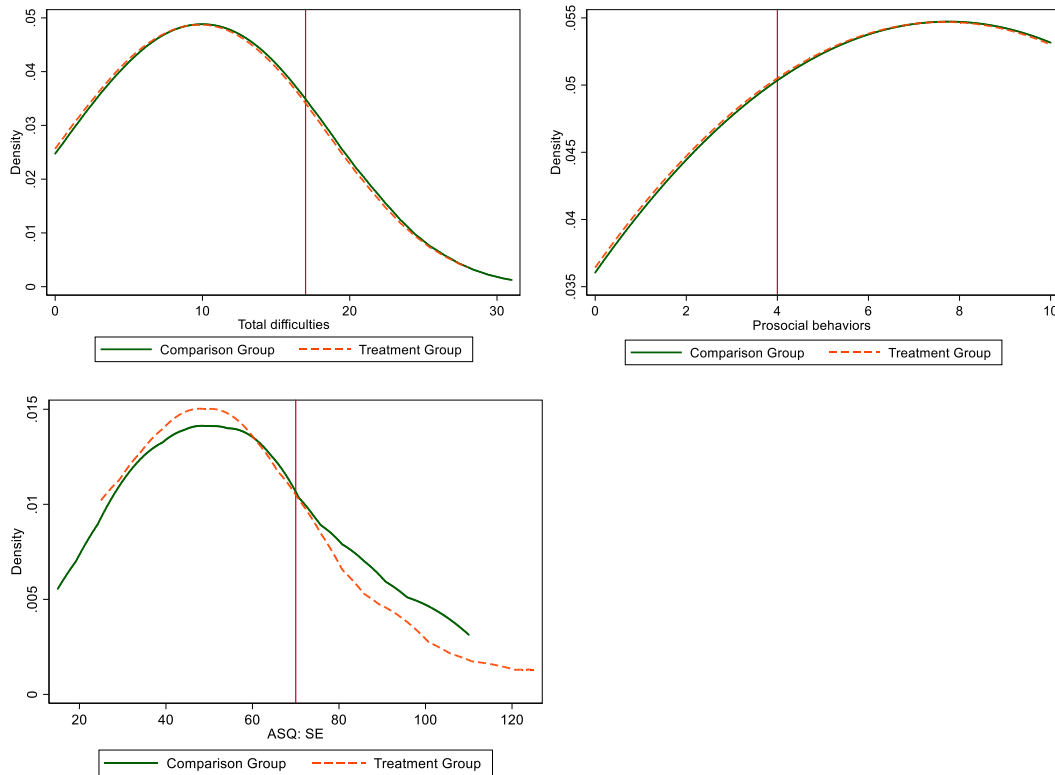 Density
.05
.04
.03
.02
.01
0
0 10 20 30
Total difficulties
Comparison Group Treatment Group
Density
.055
.05
.045
.04
.035
0 2 4 6 8 10
Prosocial behaviors
Comparison Group Treatment Group
Density
.015
.01
.005
0
20 40 60 80 100 120
ASQ: SE
Comparison Group Treatment Group